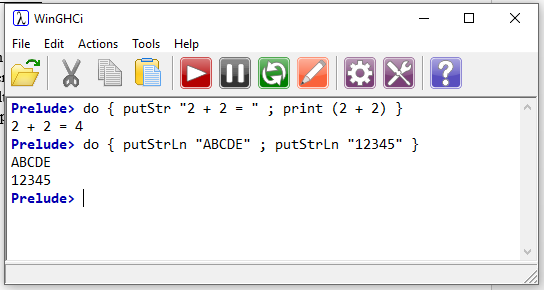 WinGHCi
File Edit Actions Tools Help
Prelude> do { putStr "2 + 2 = " ; print (2 + 2) }
2 + 2 = 4
Prelude> do { putStrLn "ABCDE" ; putStrLn "12345" }
ABCDE
12345
Prelude>